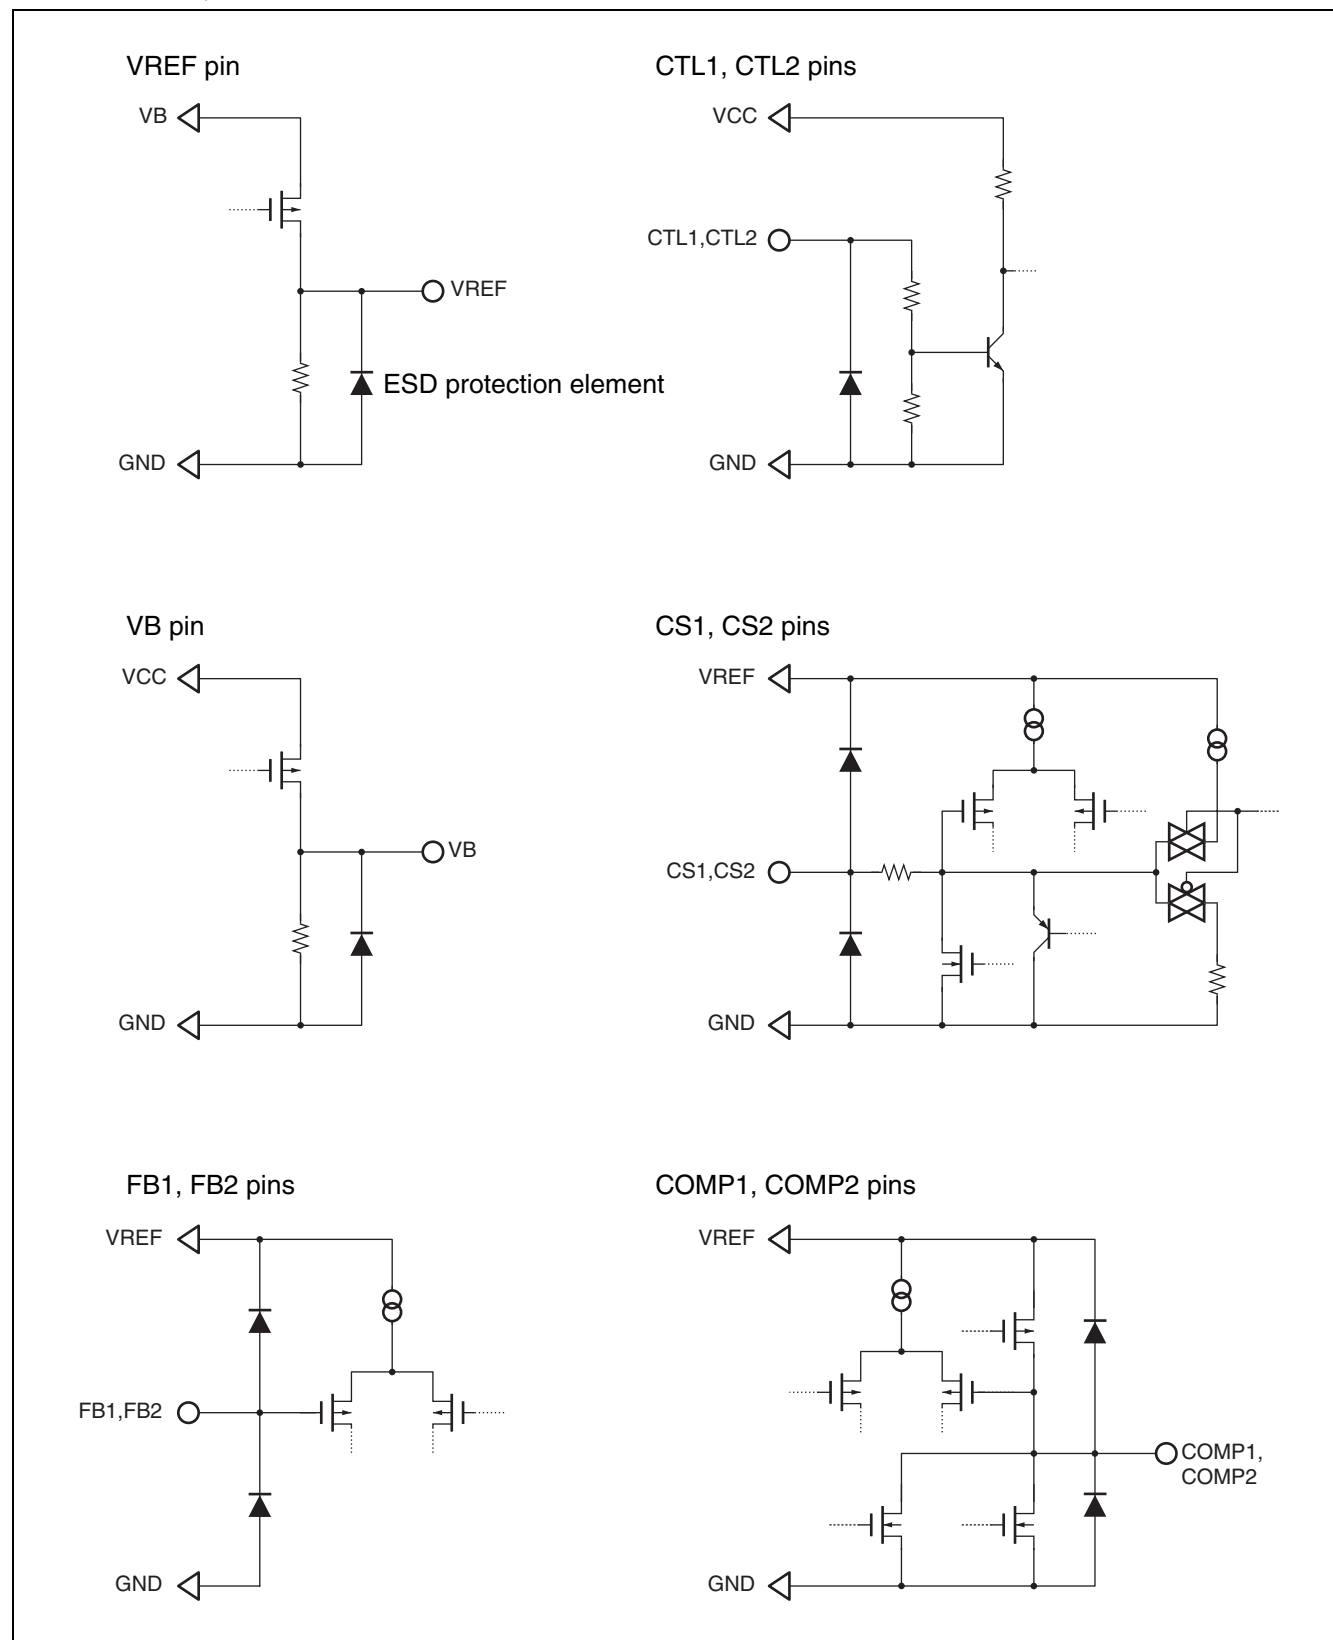 VREF pin
VB
VREF
ESD protection element
GND
CTL1, CTL2 pins
VCC
CTL1,CTL2
GND
VB pin
VCC
VB
GND
CS1, CS2 pins
VREF
CS1,CS2
GND
FB1, FB2 pins
VREF
FB1,FB2
GND
COMP1, COMP2 pins
VREF
COMP1,
COMP2
GND